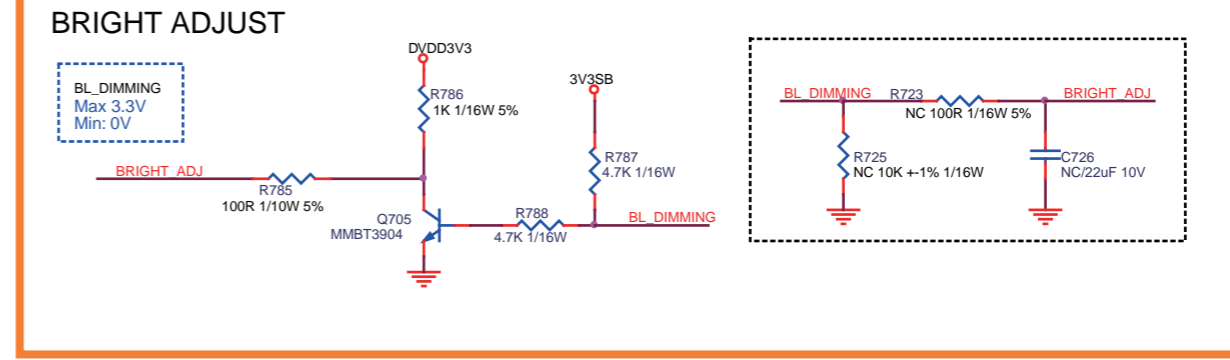 BRIGHT ADJUST
BL_DIMMING
Max 3.3V
Min: 0V
DVDD3V3
R786
1K 1/16W 5%
3V3SB
BRIGHT_ADJ
R785
100R 1/10W 5%
Q705
MMBT3904
R787
4.7K 1/16W
R788
4.7K 1/16W
BL_DIMMING
BL_DIMMING
R723
NC 100R 1/16W 5%
BRIGHT_ADJ
R725
NC 10K +-1% 1/16W
C726
NC/22uF 10V